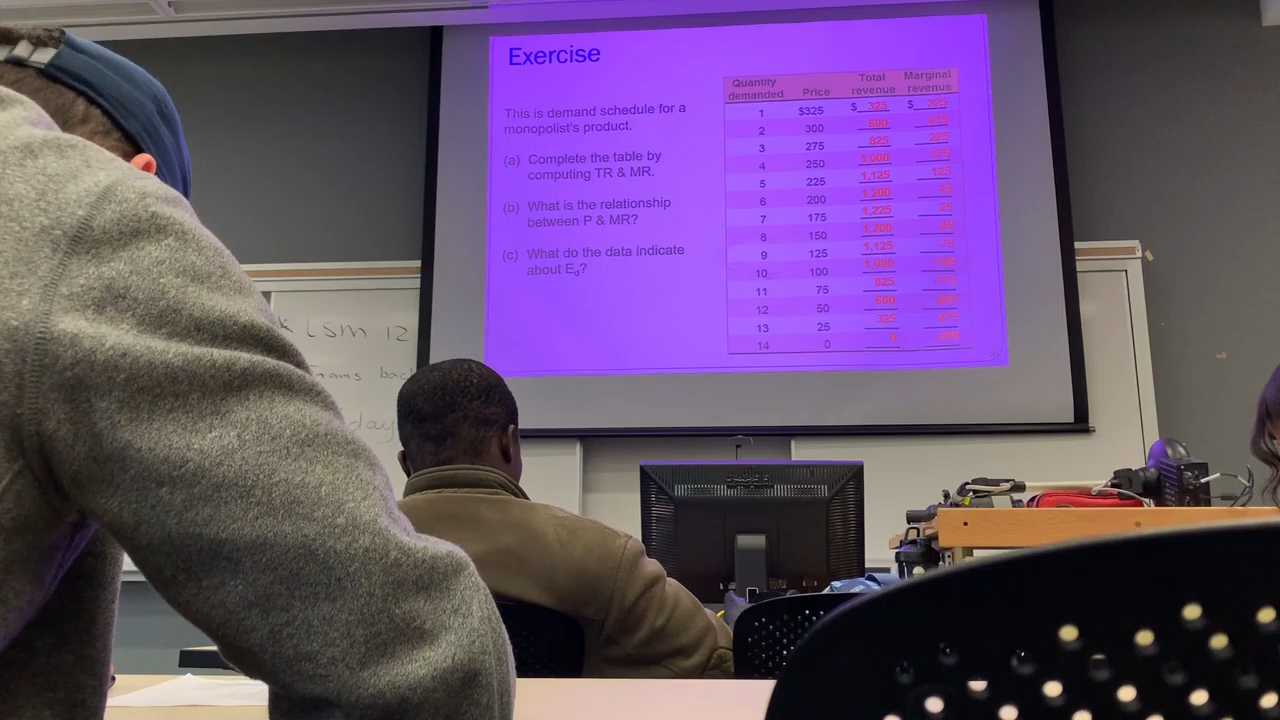 Exercise
This is demand schedule for a
monopolist's product.
(a) Complete the table by
computing TR & MR.
(b) What is the relationship
between P & MR?
(c) What do the data indicate
about Ed?
Quantity demanded Price Total revenue Marginal revenue
1 $325 $ 325 $ 325
2 300 600
3 275 825 225
4 250 1,000 175
5 225 1,125 125
6 200 1,200 75
7 175 1,225 25
8 150 1,200 -25
9 125 1,125 -75
10 100 1,000
11 75 825
12 50 600
13 25 325 -275
14 0
LSM 12